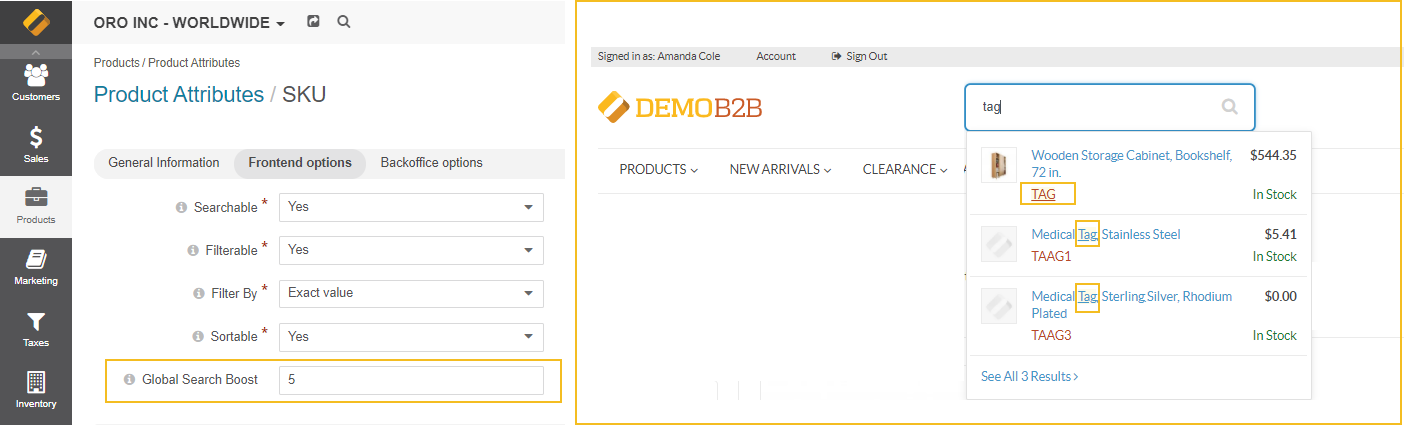 ORO INC - WORLDWIDE
Customers
Sales
Products
Marketing
Taxes
Inventory
Products / Product Attributes
Product Attributes / SKU
General Information Frontend options Backoffice options
Searchable * Yes
Filterable * Yes
Filter By * Exact value
Sortable * Yes
Global Search Boost 5
Signed in as: Amanda Cole Account Sign Out
DEMOB2B
tag
PRODUCTS NEW ARRIVALS CLEARANCE
Wooden Storage Cabinet, Bookshelf, $544.35
72 in.
TAG In Stock
Medical Tag, Stainless Steel $5.41
TAAG1 In Stock
Medical Tag, Sterling Silver, Rhodium $0.00
Plated
TAAG3 In Stock
See All 3 Results